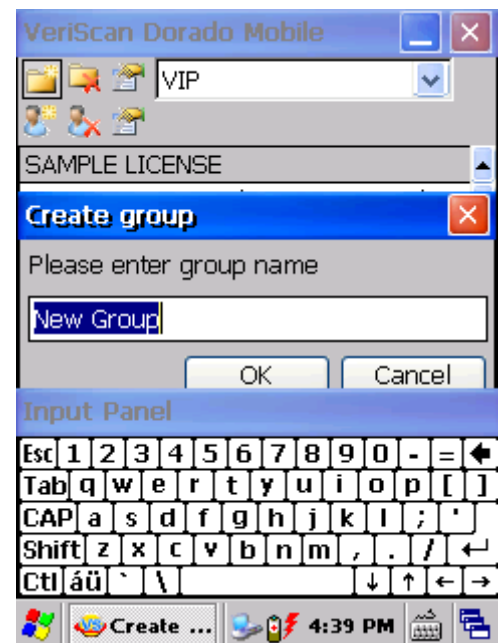 VeriScan Dorado Mobile
VIP
SAMPLE LICENSE
Create group
Please enter group name
New Group
OK Cancel
Input Panel
Esc 1 2 3 4 5 6 7 8 9 0 - =
Tab q w e r t y u i o p [ ]
CAP a s d f g h j k l ; '
Shift z x c v b n m , . /
Ctl áü ` \
Create ... 4:39 PM